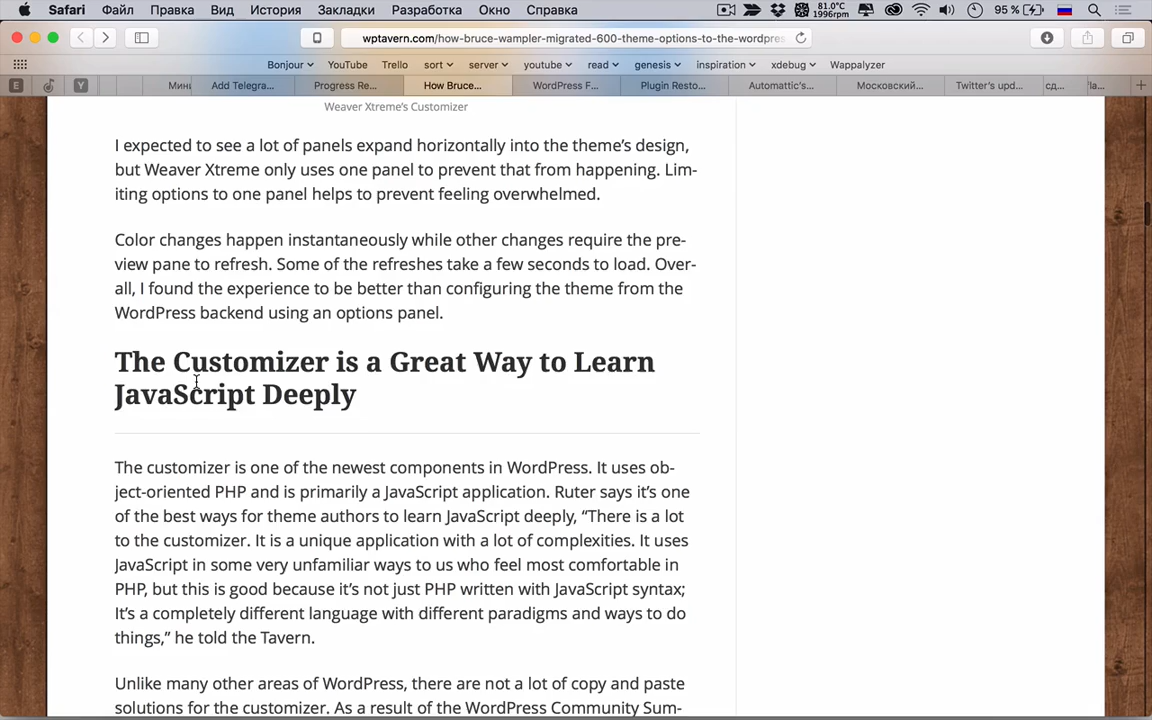 Safari Файл Правка Вид История Закладки Разработка Окно Справка 81.0°C 1996rpm 95 %
wptavern.com/how-bruce-wampler-migrated-600-theme-options-to-the-wordpres
Bonjour YouTube Trello sort server youtube read genesis inspiration xdebug Wappalyzer
E Y Мини Add Telegra... Progress Re... How Bruce... WordPress F... Plugin Resto... Automattic's... Московский... Twitter's upd... сд...
Weaver Xtreme's Customizer
I expected to see a lot of panels expand horizontally into the theme's design,
but Weaver Xtreme only uses one panel to prevent that from happening. Lim-
iting options to one panel helps to prevent feeling overwhelmed.
Color changes happen instantaneously while other changes require the pre-
view pane to refresh. Some of the refreshes take a few seconds to load. Over-
all, I found the experience to be better than configuring the theme from the
WordPress backend using an options panel.
The Customizer is a Great Way to Learn
JavaScript Deeply
The customizer is one of the newest components in WordPress. It uses ob-
ject-oriented PHP and is primarily a JavaScript application. Ruter says it's one
of the best ways for theme authors to learn JavaScript deeply, “There is a lot
to the customizer. It is a unique application with a lot of complexities. It uses
JavaScript in some very unfamiliar ways to us who feel most comfortable in
PHP, but this is good because it's not just PHP written with JavaScript syntax;
It's a completely different language with different paradigms and ways to do
things,” he told the Tavern.
Unlike many other areas of WordPress, there are not a lot of copy and paste
solutions for the customizer. As a result of the WordPress Community Sum-